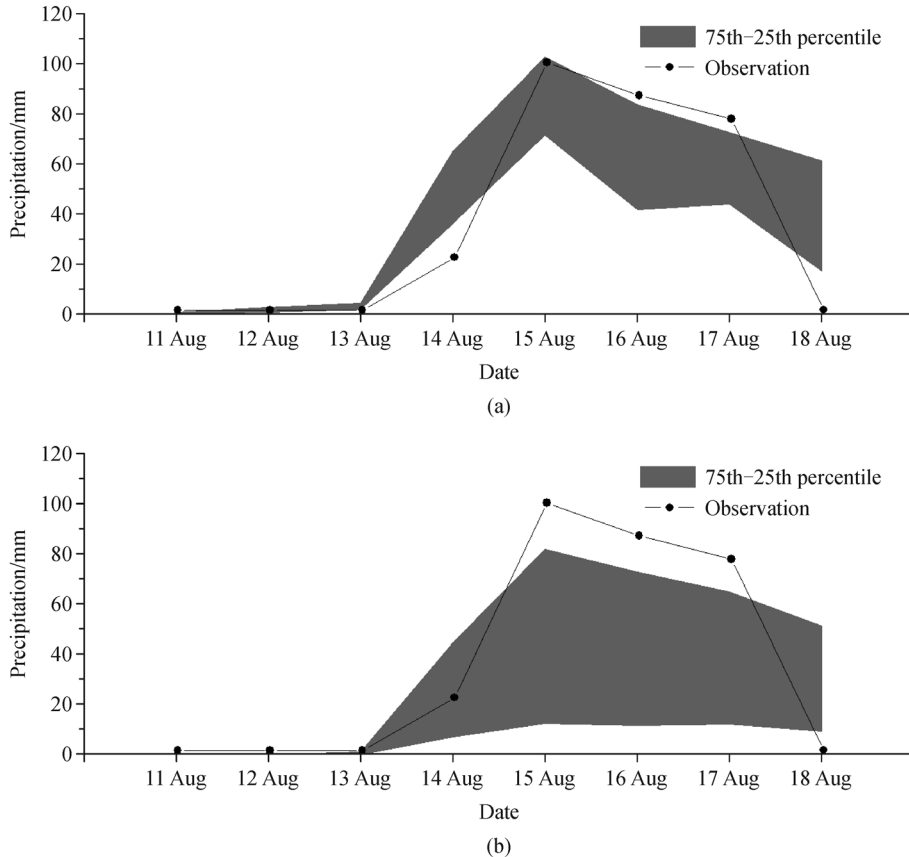 120
100
80
60
40
20
0
Precipitation/mm
75th−25th percentile
Observation
11 Aug 12 Aug 13 Aug 14 Aug 15 Aug 16 Aug 17 Aug 18 Aug
Date
(a)
120
100
80
60
40
20
0
Precipitation/mm
75th−25th percentile
Observation
11 Aug 12 Aug 13 Aug 14 Aug 15 Aug 16 Aug 17 Aug 18 Aug
Date
(b)